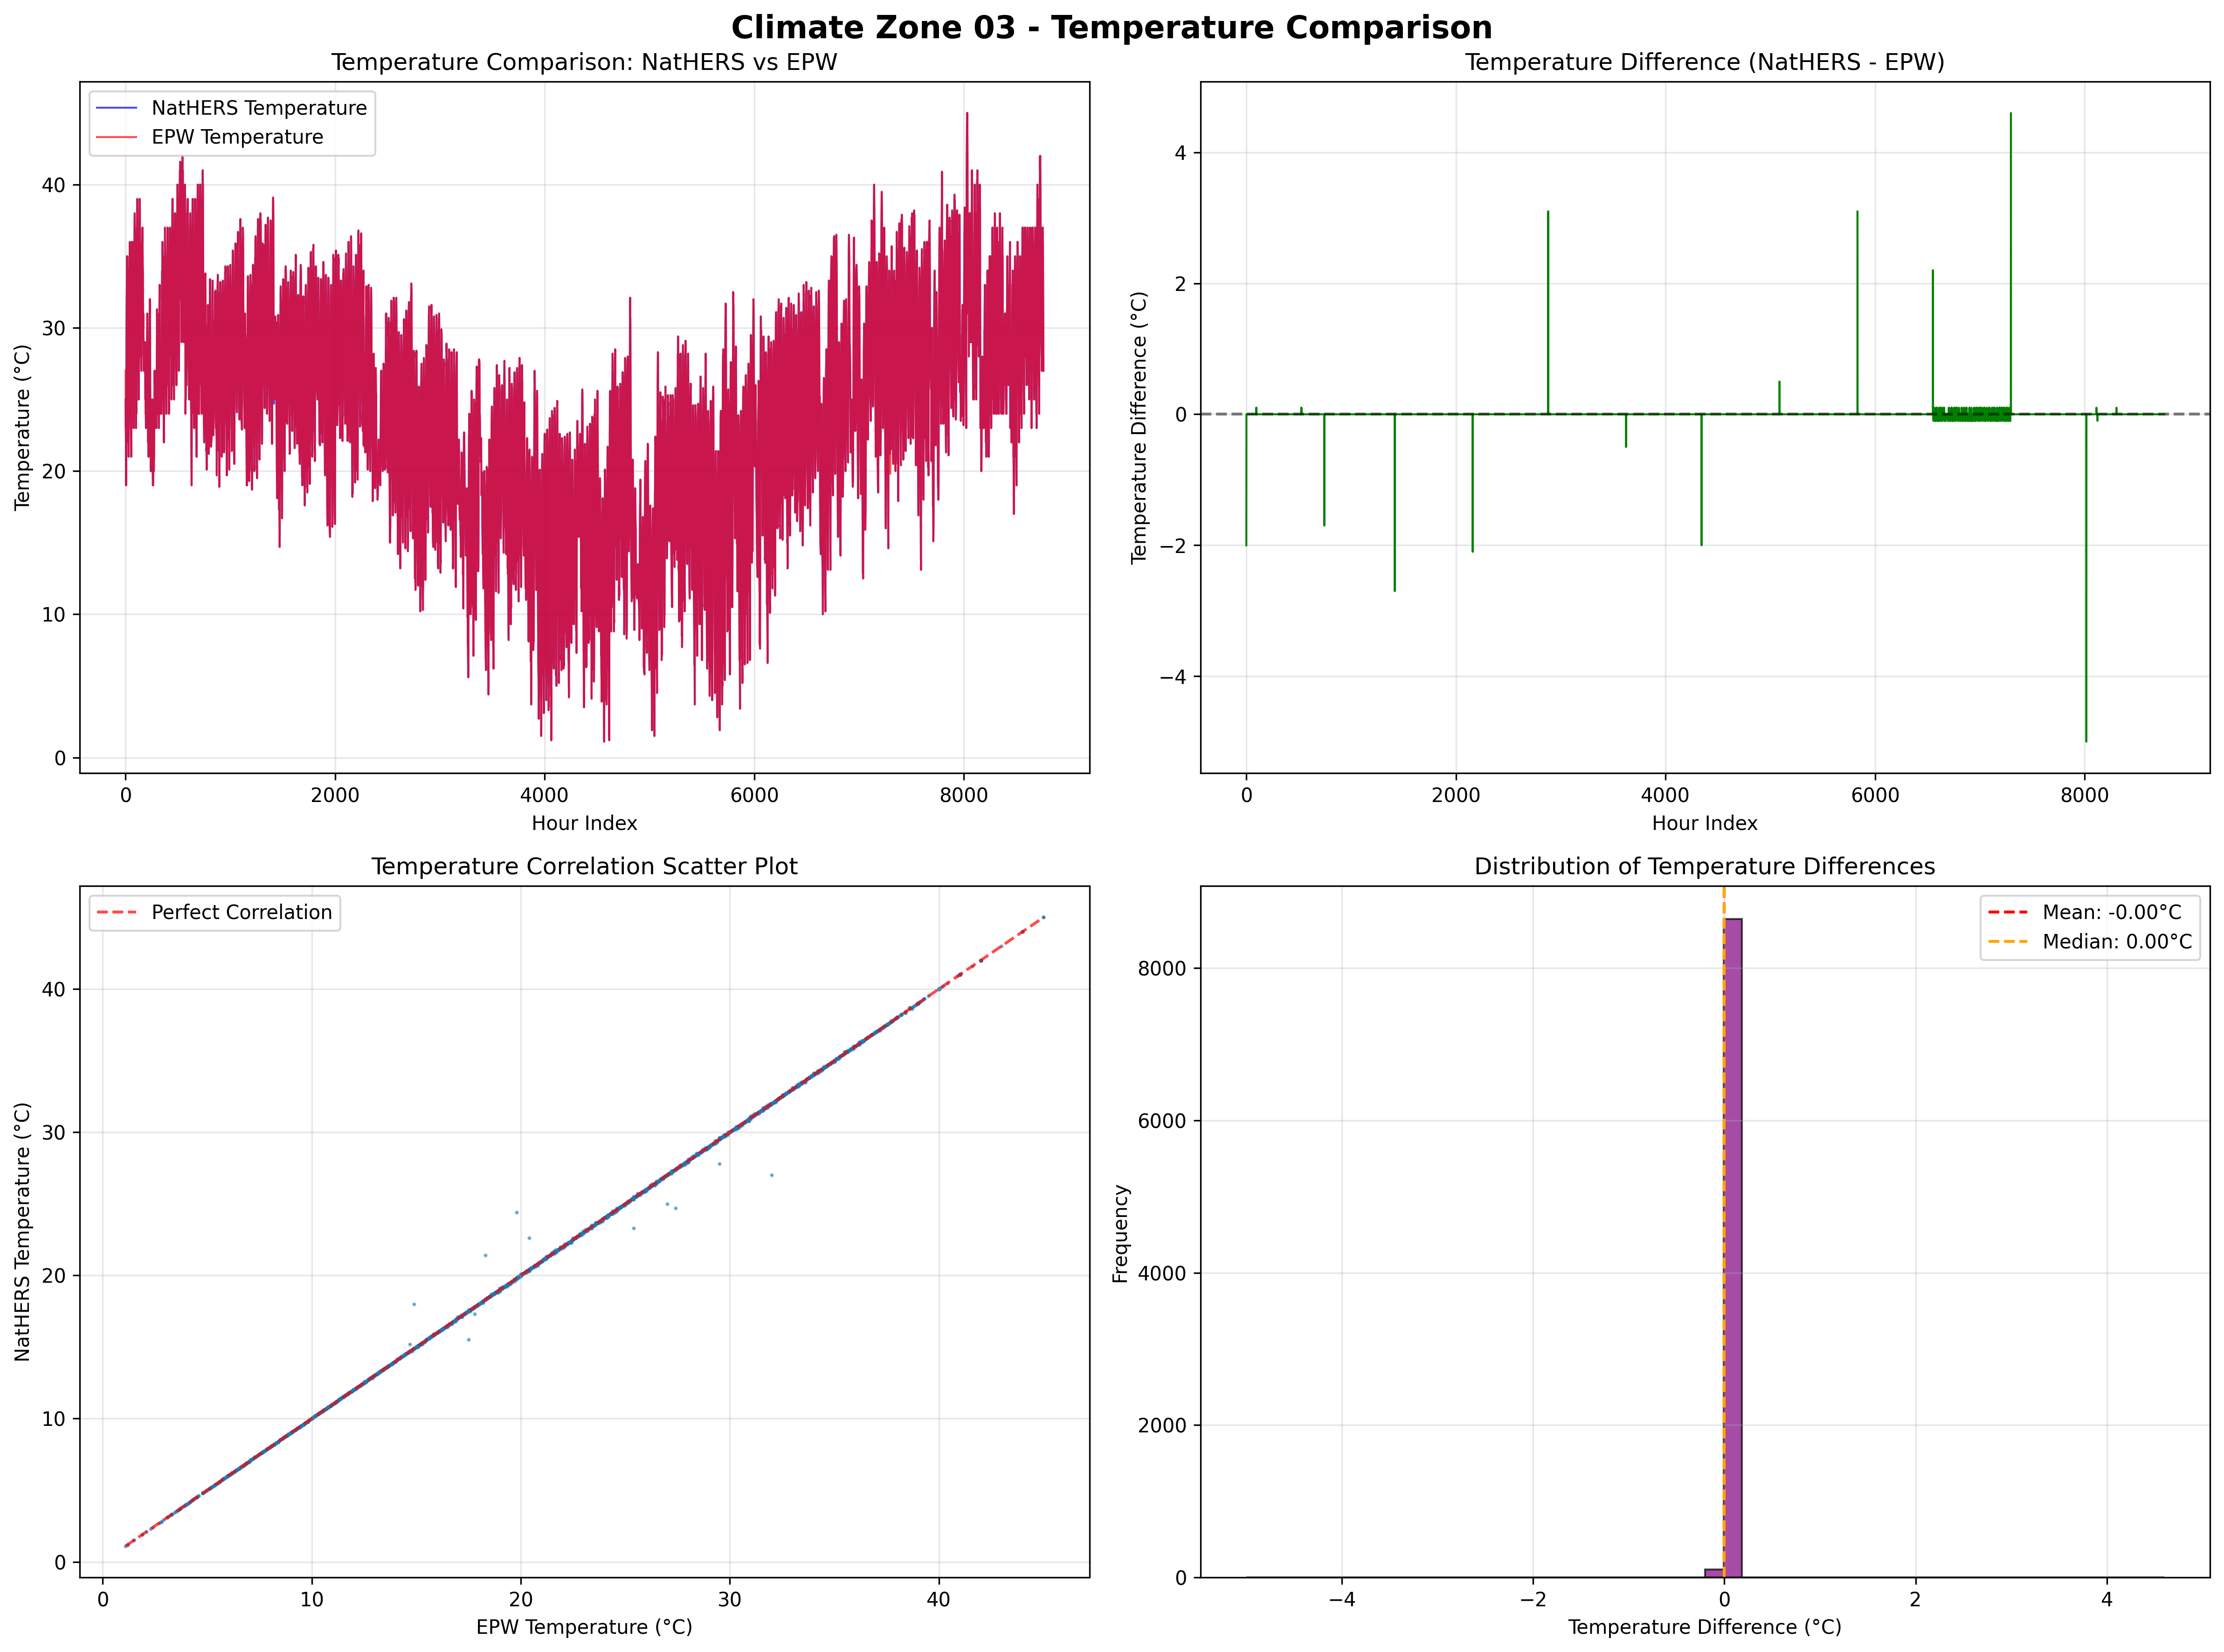 Climate Zone 03 - Temperature Comparison
Temperature Comparison: NatHERS vs EPW
NatHERS Temperature
EPW Temperature
Temperature (°C)
40
30
20
10
0
0 2000 4000 6000 8000
Hour Index
Temperature Difference (NatHERS - EPW)
Temperature Difference (°C)
4
2
0
−2
−4
0 2000 4000 6000 8000
Hour Index
Temperature Correlation Scatter Plot
Perfect Correlation
NatHERS Temperature (°C)
40
30
20
10
0
0 10 20 30 40
EPW Temperature (°C)
Distribution of Temperature Differences
Mean: -0.00°C
Median: 0.00°C
Frequency
8000
6000
4000
2000
0
−4 −2 0 2 4
Temperature Difference (°C)